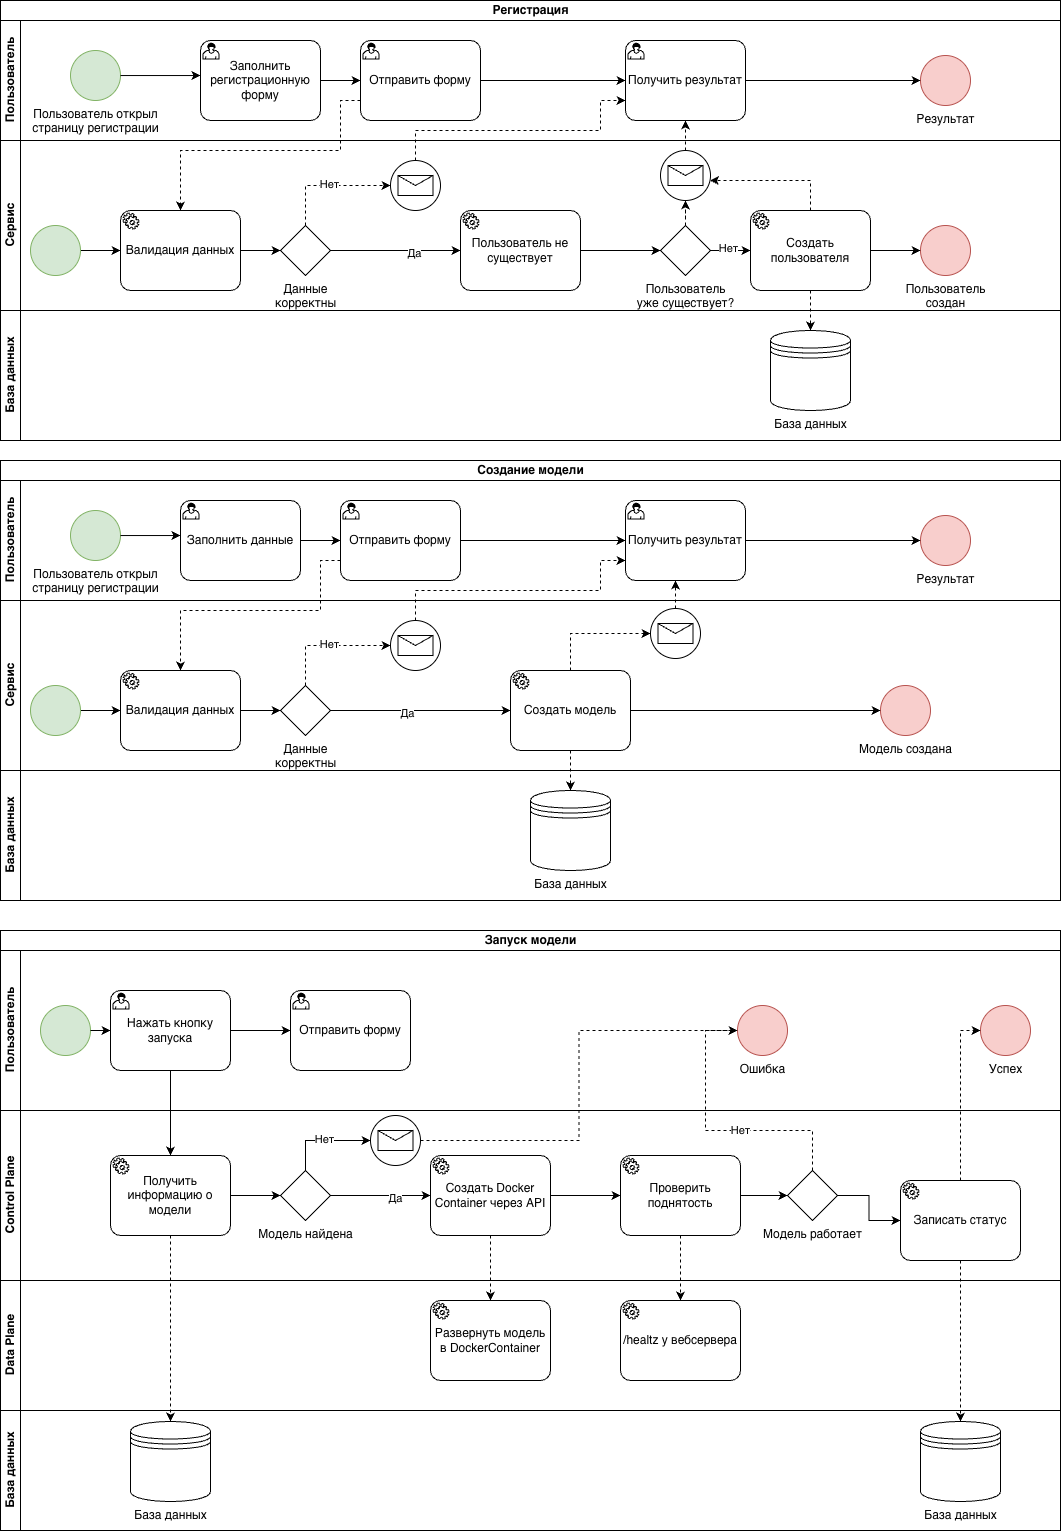 Регистрация
Пользователь
Заполнить
регистрационную
форму
Отправить форму
Получить результат
Пользователь открыл
страницу регистрации
Результат
Сервис
Нет
Валидация данных
Да
Пользователь не
существует
Нет
Создать
пользователя
Данные
корректны
Пользователь
уже существует?
Пользователь
создан
База данных
База данных
Создание модели
Пользователь
Заполнить данные
Отправить форму
Получить результат
Пользователь открыл
страницу регистрации
Результат
Сервис
Нет
Валидация данных
Да
Создать модель
Данные
корректны
Модель создана
База данных
База данных
Запуск модели
Пользователь
Нажать кнопку
запуска
Отправить форму
Ошибка
Успех
Control Plane
Нет
Нет
Получить
информацию о
модели
Да
Создать Docker
Container через API
Проверить
поднятость
Записать статус
Модель найдена
Модель работает
Data Plane
Развернуть модель
в DockerContainer
/healtz у вебсервера
База данных
База данных
База данных